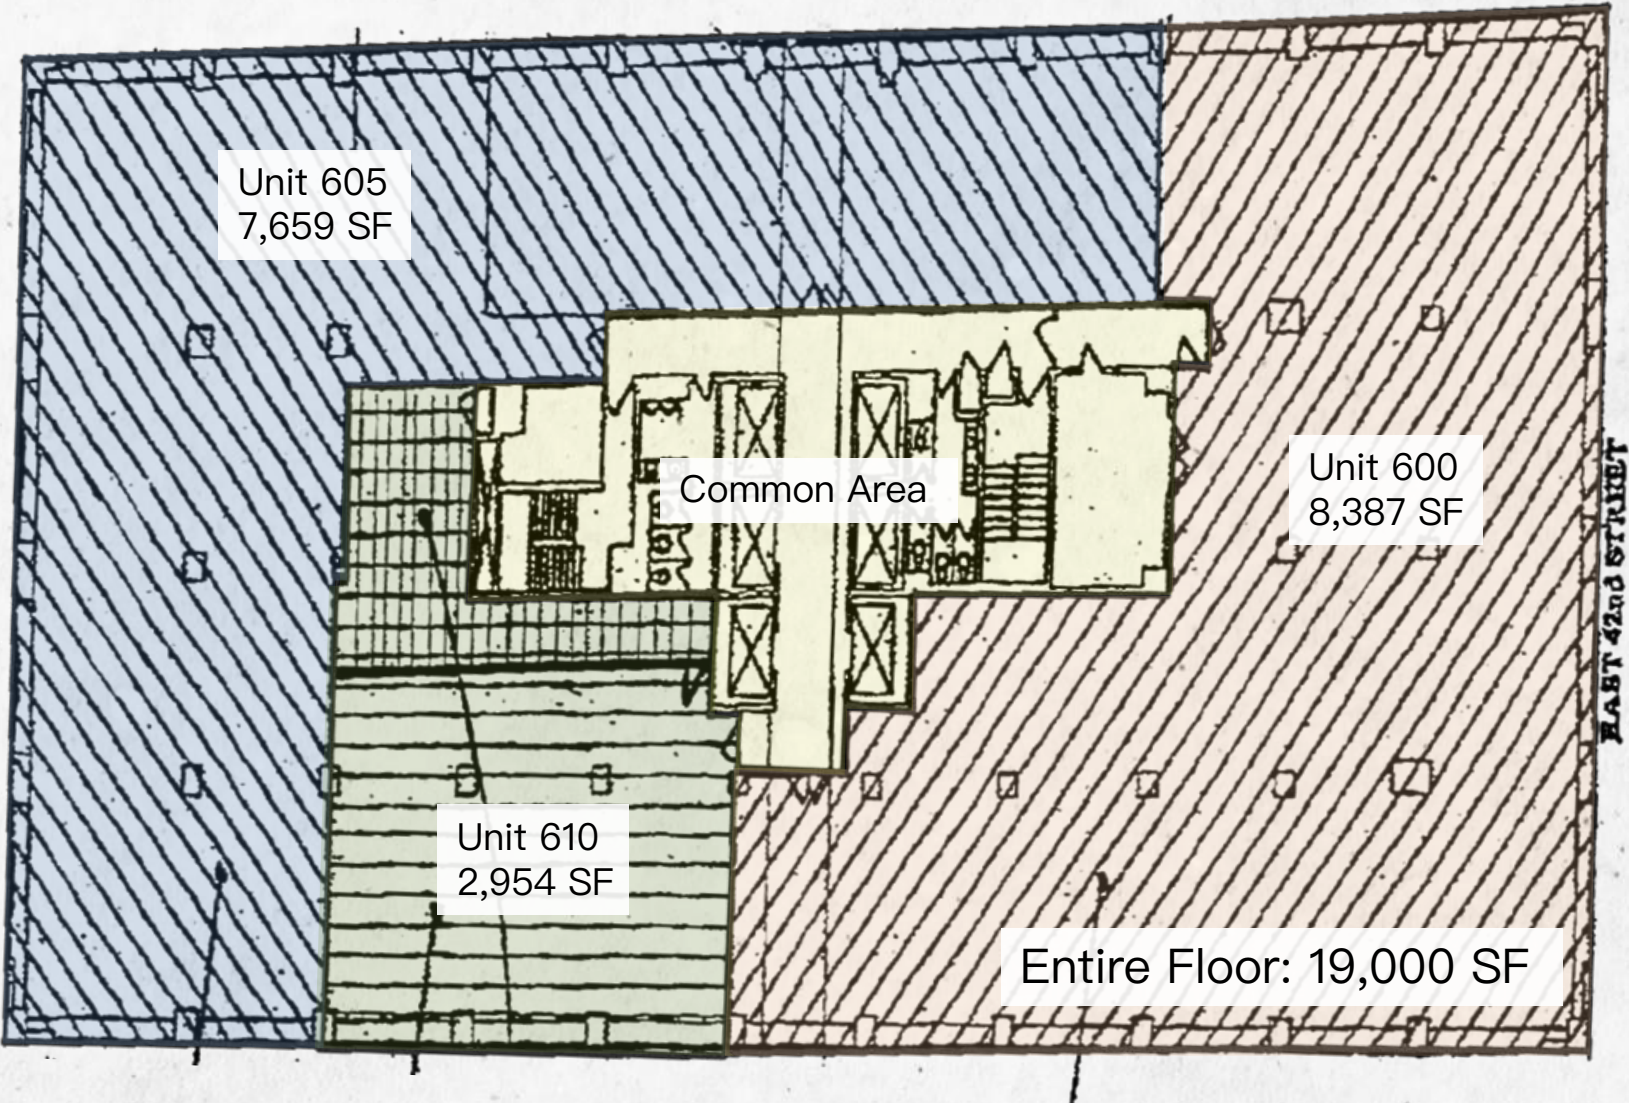 Unit 605
7,659 SF
Common Area
Unit 600
8,387 SF
EAST 42nd STREET
Unit 610
2,954 SF
Entire Floor: 19,000 SF